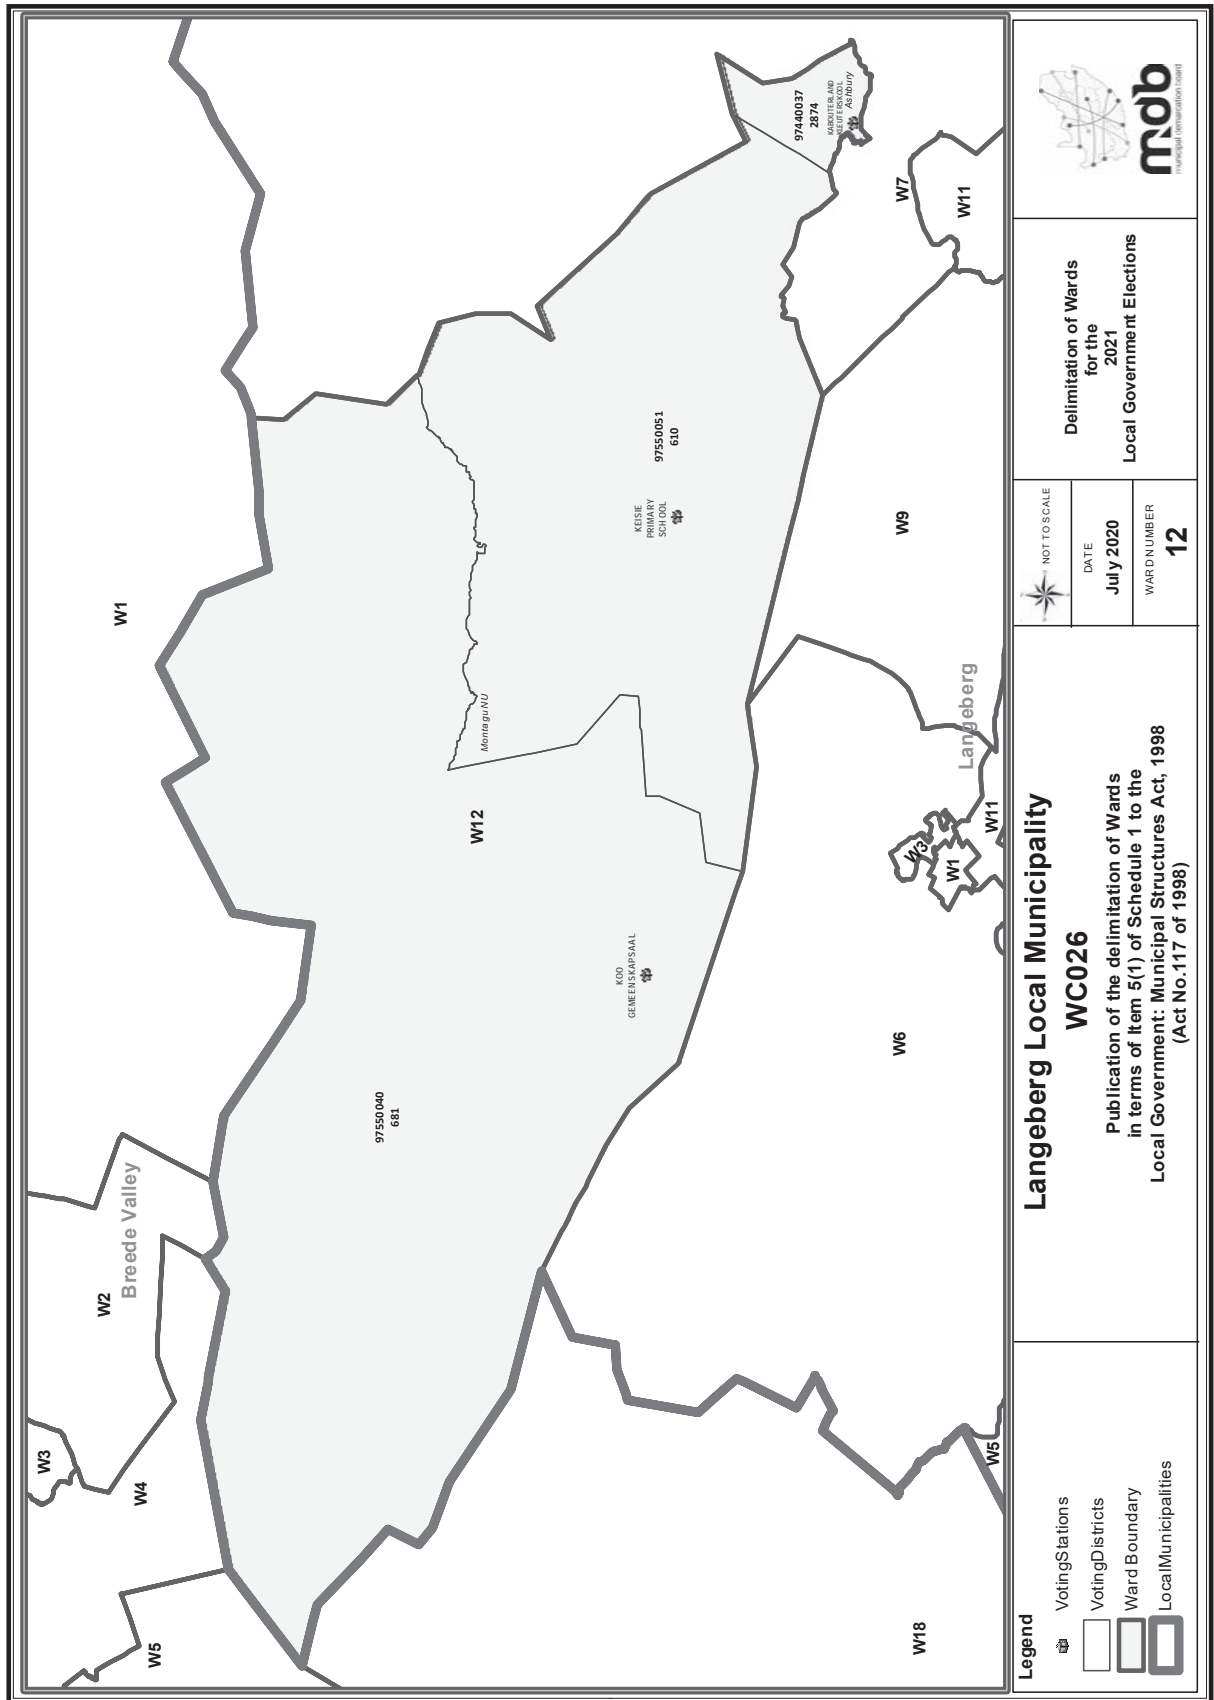 W1
W2
Breede Valley
W3
W4
W5
W12
97550040
681
KOO
GEMEENSKAPSAAL
Montagu NU
KEISIE
PRIMARY
SCHOOL
97550051
610
97440037
2874
KABOUTERLAND
KLEUTERSKOOL
Ashbury
W7
W11
W9
Langeberg
W11
W3
W1
W6
W5
W18
Legend
VotingStations
VotingDistricts
Ward Boundary
LocalMunicipalities
Langeberg Local Municipality
WC026
Publication of the delimitation of Wards
in terms of Item 5(1) of Schedule 1 to the
Local Government: Municipal Structures Act, 1998
(Act No.117 of 1998)
NOT TO SCALE
DATE
July 2020
WARD NUMBER
12
Delimitation of Wards
for the
2021
Local Government Elections
mdb
municipal demarcation board